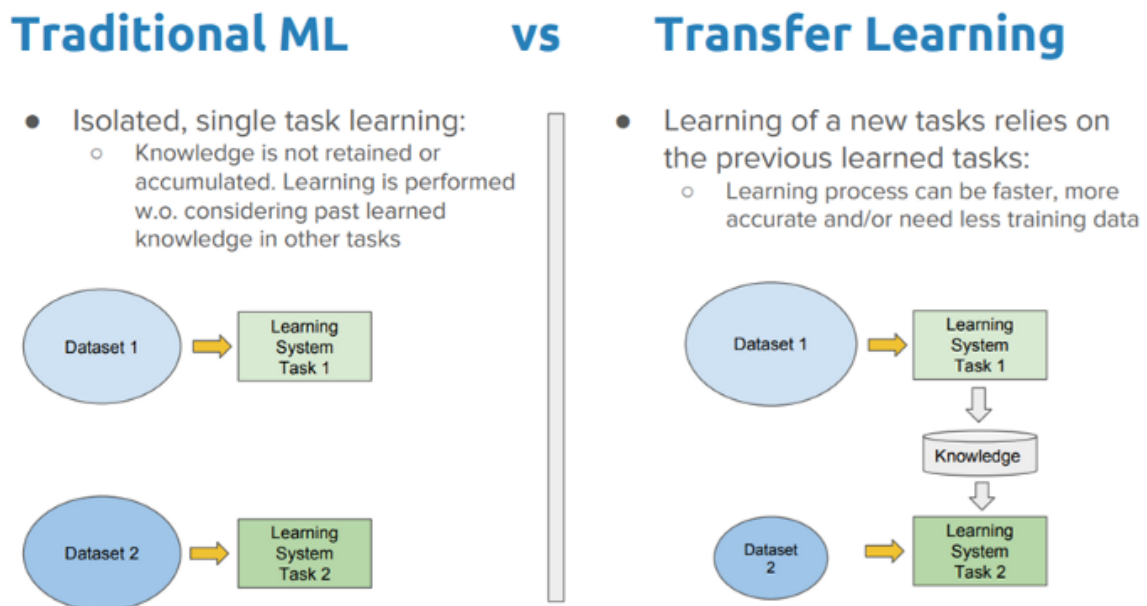 Traditional ML vs Transfer Learning
● Isolated, single task learning:
○ Knowledge is not retained or
accumulated. Learning is performed
w.o. considering past learned
knowledge in other tasks
Dataset 1
Learning
System
Task 1
Dataset 2
Learning
System
Task 2
● Learning of a new tasks relies on
the previous learned tasks:
○ Learning process can be faster, more
accurate and/or need less training data
Dataset 1
Learning
System
Task 1
Knowledge
Dataset
2
Learning
System
Task 2